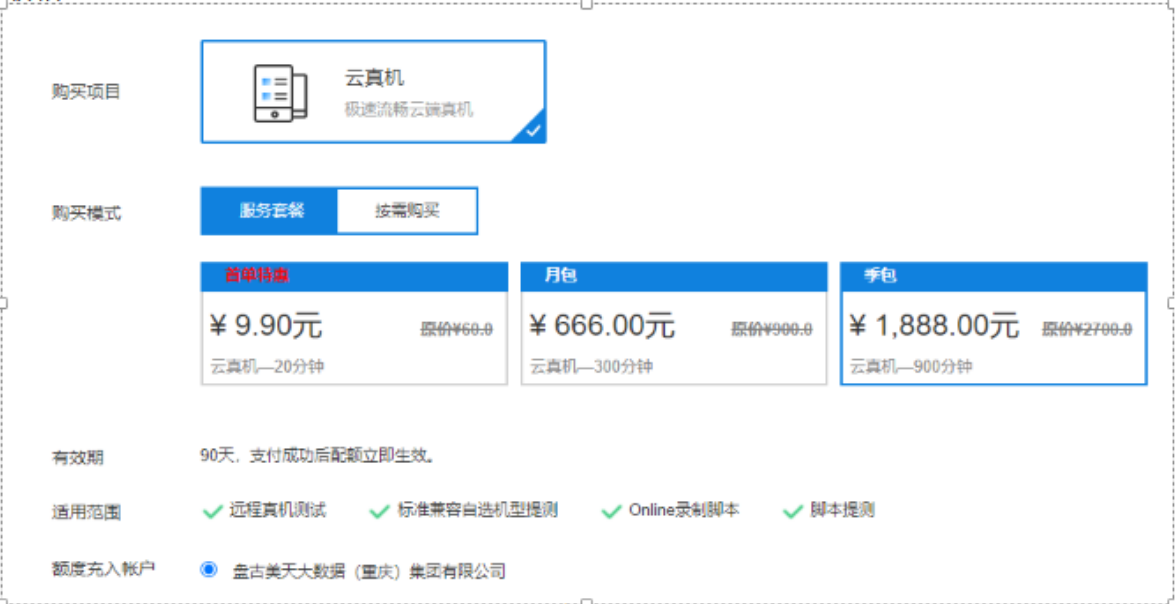 购买项目
云真机
极速流畅云端真机
购买模式
服务套餐 按需购买
首单特惠 月包 季包
¥ 9.90元 原价¥60.0 ¥ 666.00元 原价¥900.0 ¥ 1,888.00元 原价¥2700.0
云真机—20分钟 云真机—300分钟 云真机—900分钟
有效期 90天，支付成功后配额立即生效。
适用范围 远程真机测试 标准兼容自选机型提测 Online录制脚本 脚本提测
额度充入帐户 盘古美天大数据（重庆）集团有限公司